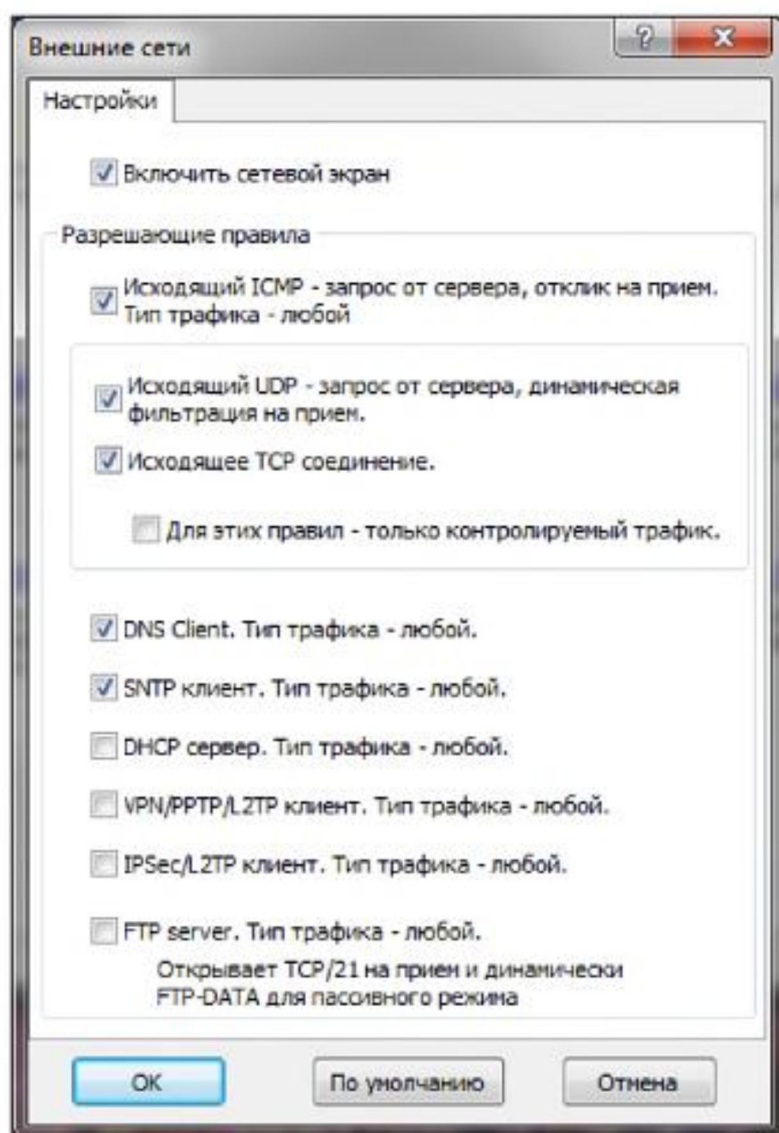 Внешние сети
Настройки
Включить сетевой экран
Разрешающие правила
Исходящий ICMP - запрос от сервера, отклик на прием.
Тип трафика - любой
Исходящий UDP - запрос от сервера, динамическая
фильтрация на прием.
Исходящее TCP соединение.
Для этих правил - только контролируемый трафик.
DNS Client. Тип трафика - любой.
SNTP клиент. Тип трафика - любой.
DHCP сервер. Тип трафика - любой.
VPN/PPTP/L2TP клиент. Тип трафика - любой.
IPSec/L2TP клиент. Тип трафика - любой.
FTP server. Тип трафика - любой.
Открывает TCP/21 на прием и динамически
FTP-DATA для пассивного режима
OK
По умолчанию
Отмена